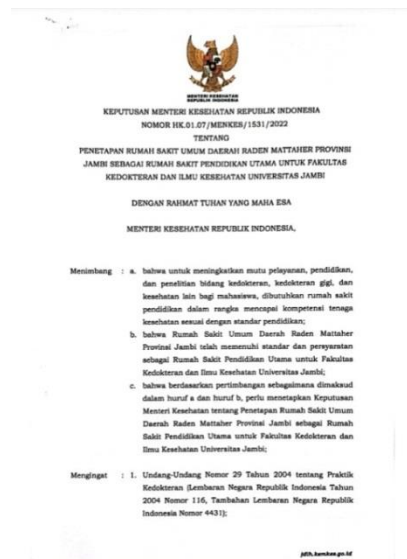 MENTERI KESEHATAN
REPUBLIK INDONESIA
KEPUTUSAN MENTERI KESEHATAN REPUBLIK INDONESIA
NOMOR HK.01.07/MENKES/1531/2022
TENTANG
PENETAPAN RUMAH SAKIT UMUM DAERAH RADEN MATTAHER PROVINSI
JAMBI SEBAGAI RUMAH SAKIT PENDIDIKAN UTAMA UNTUK FAKULTAS
KEDOKTERAN DAN ILMU KESEHATAN UNIVERSITAS JAMBI
DENGAN RAHMAT TUHAN YANG MAHA ESA
MENTERI KESEHATAN REPUBLIK INDONESIA,
Menimbang : a. bahwa untuk meningkatkan mutu pelayanan, pendidikan,
dan penelitian bidang kedokteran, kedokteran gigi, dan
kesehatan lain bagi mahasiswa, dibutuhkan rumah sakit
pendidikan dalam rangka mencapai kompetensi tenaga
kesehatan sesuai dengan standar pendidikan;
b. bahwa Rumah Sakit Umum Daerah Raden Mattaher
Provinsi Jambi telah memenuhi standar dan persyaratan
sebagai Rumah Sakit Pendidikan Utama untuk Fakultas
Kedokteran dan Ilmu Kesehatan Universitas Jambi;
c. bahwa berdasarkan pertimbangan sebagaimana dimaksud
dalam huruf a dan huruf b, perlu menetapkan Keputusan
Menteri Kesehatan tentang Penetapan Rumah Sakit Umum
Daerah Raden Mattaher Provinsi Jambi sebagai Rumah
Sakit Pendidikan Utama untuk Fakultas Kedokteran dan
Ilmu Kesehatan Universitas Jambi;
Mengingat : 1. Undang-Undang Nomor 29 Tahun 2004 tentang Praktik
Kedokteran (Lembaran Negara Republik Indonesia Tahun
2004 Nomor 116, Tambahan Lembaran Negara Republik
Indonesia Nomor 4431);
jdih.kemkes.go.id